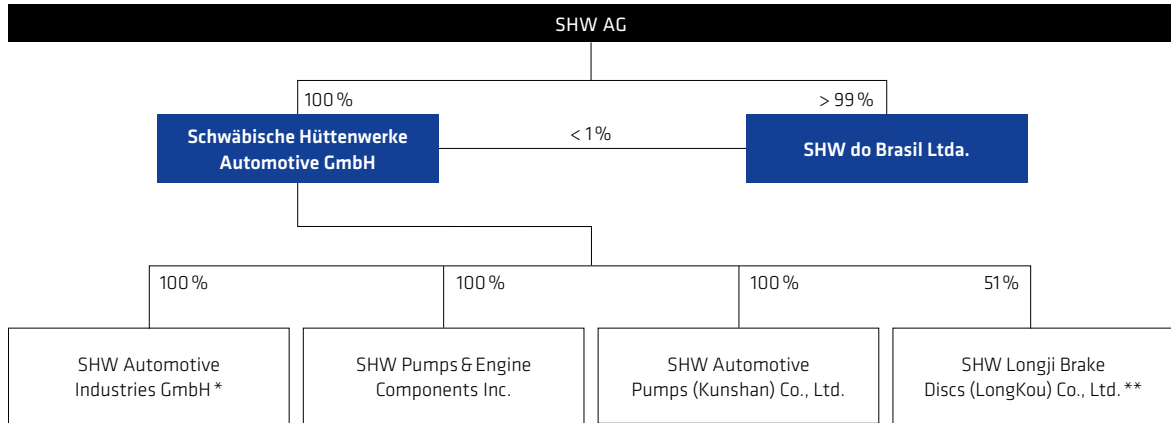 SHW AG
100 %
> 99 %
Schwäbische Hüttenwerke
Automotive GmbH
< 1 %
SHW do Brasil Ltda.
100 %
100 %
100 %
51 %
SHW Automotive
Industries GmbH *
SHW Pumps & Engine
Components Inc.
SHW Automotive
Pumps (Kunshan) Co., Ltd.
SHW Longji Brake
Discs (LongKou) Co., Ltd. **